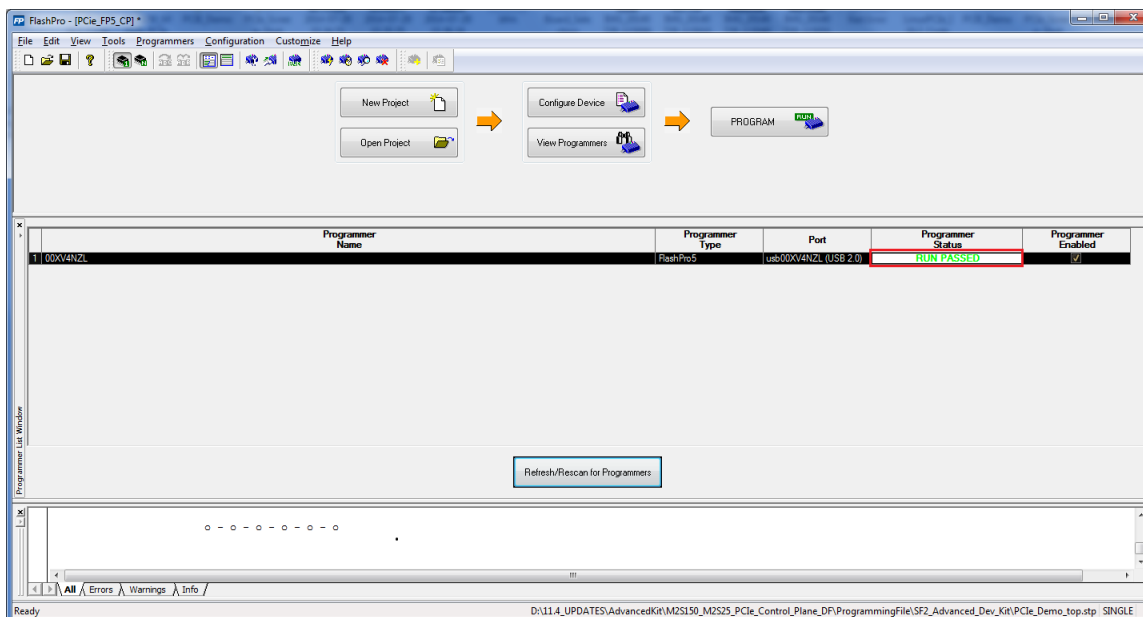 FlashPro - [PCie_FP5_CP] *
File Edit View Tools Programmers Configuration Customize Help
New Project
Configure Device
PROGRAM
Open Project
View Programmers
Programmer Name
Programmer Type
Port
Programmer Status
Programmer Enabled
1 00XV4NZL FlashPro5 usb00XV4NZL (USB 2.0) RUN PASSED
Programmer List Window
Refresh/Rescan for Programmers
o - o - o - o - o - o
All Errors Warnings Info
Ready D:\11.4_UPDATES\AdvancedKit\M2S150_M2S25_PCIe_Control_Plane_DF\ProgrammingFile\SF2_Advanced_Dev_Kit\PCIe_Demo_top.stp SINGLE